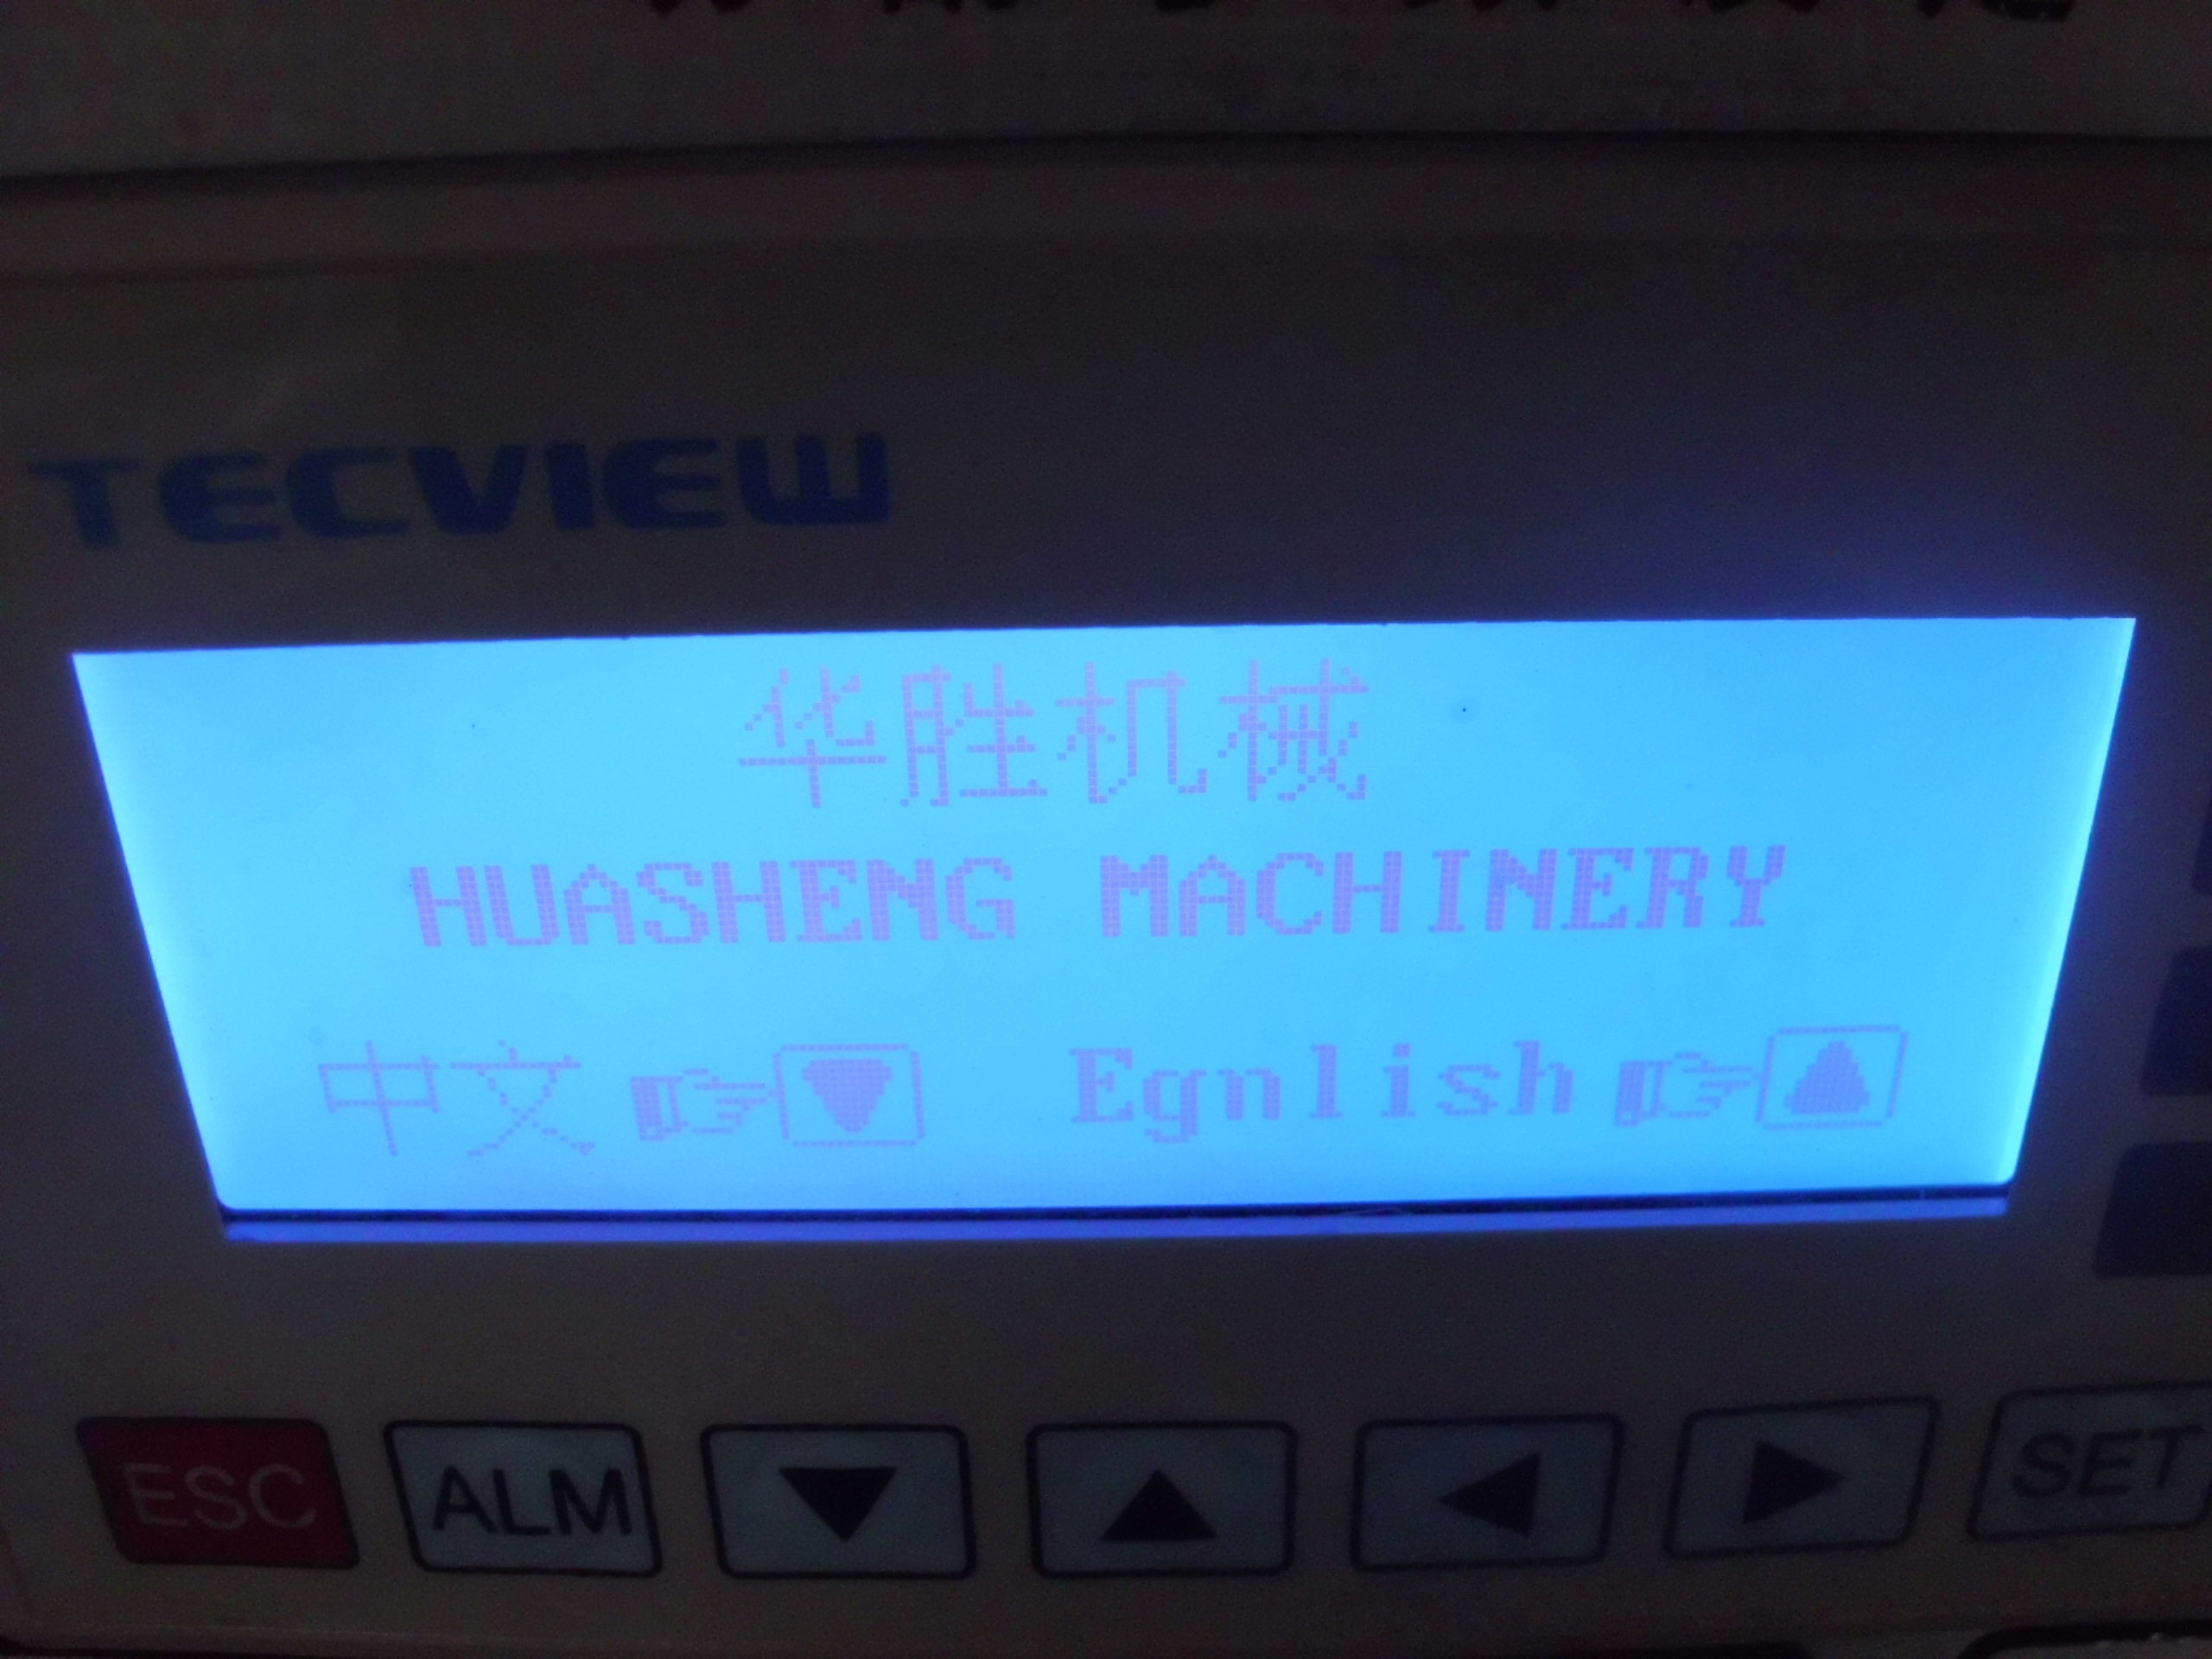 TECVIEW
华胜机械
HUASHENG MACHINERY
中文 Egnlish
ESC ALM SET